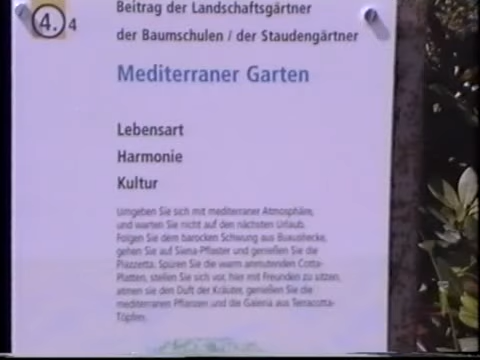 4. 4
Beitrag der Landschaftsgärtner
der Baumschulen / der Staudengärtner
Mediterraner Garten
Lebensart
Harmonie
Kultur
Umgeben Sie sich mit mediterraner Atmosphäre,
und warten Sie nicht auf den nächsten Urlaub.
Folgen Sie dem barocken Schwung aus Buxushecke,
gehen Sie auf Siena-Pflaster und genießen Sie die
Piazzetta. Spüren Sie die warm anmutenden Cotta-
Platten, stellen Sie sich vor, hier mit Freunden zu sitzen,
atmen sie den Duft der Kräuter, genießen Sie die
mediterranen Pflanzen und die Galeria aus Terracotta-
Töpfen.